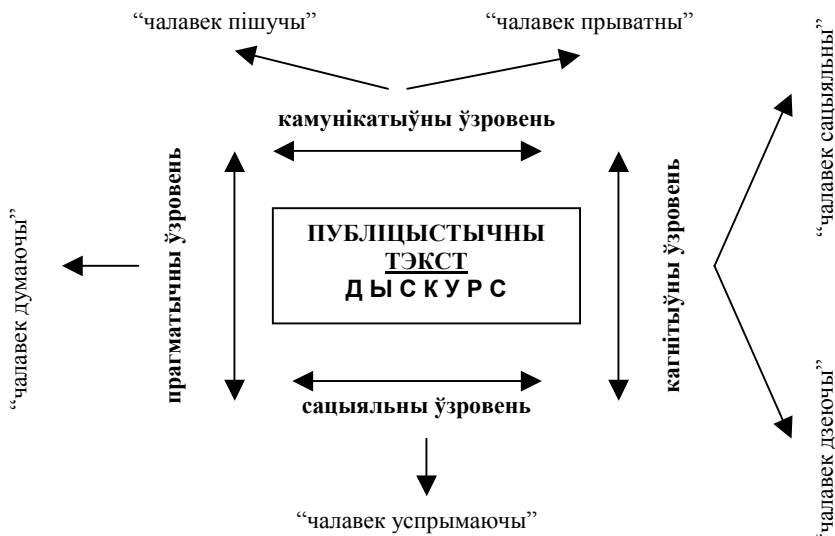 “чалавек пішучы”
“чалавек прыватны”
“чалавек сацыяльны”
камунікатыўны ўзровень
“чалавек думаючы”
прагматычны ўзровень
ПУБЛІЦЫСТЫЧНЫ
ТЭКСТ
ДЫСКУРС
кагнітыўны ўзровень
сацыяльны ўзровень
“чалавек дзеючы”
“чалавек успрымаючы”